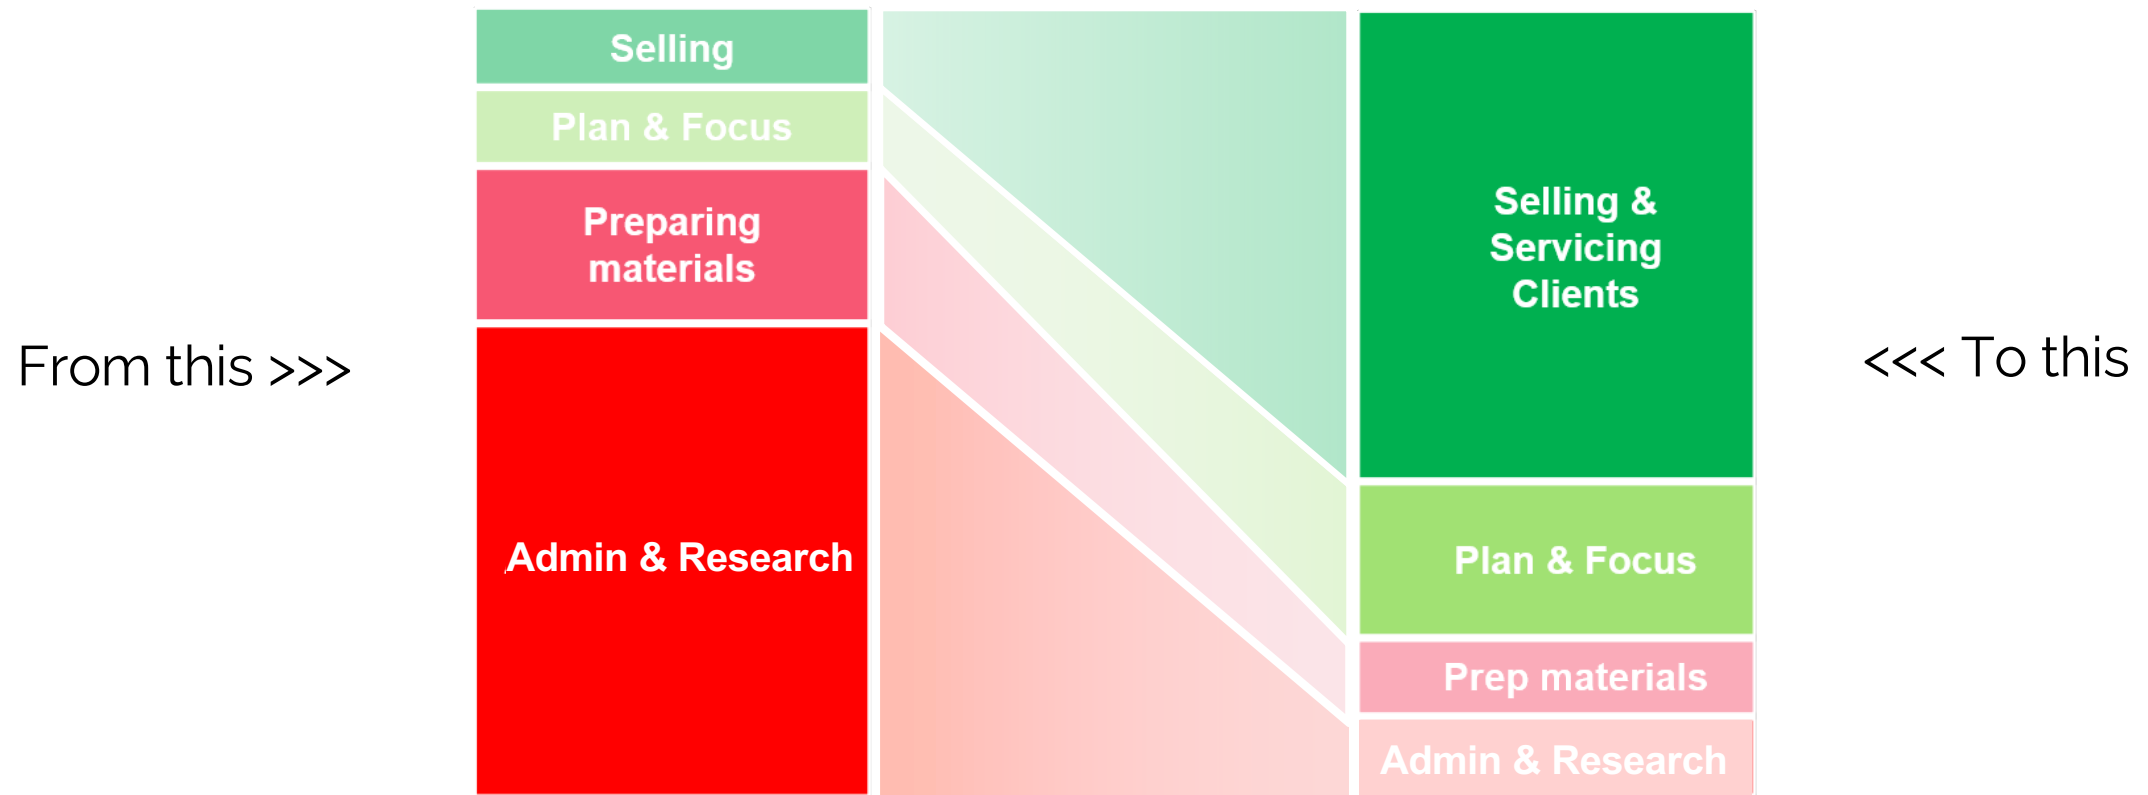 Selling
Plan & Focus
Preparing
materials
Admin & Research
From this >>>
Selling &
Servicing
Clients
Plan & Focus
Prep materials
Admin & Research
<<< To this